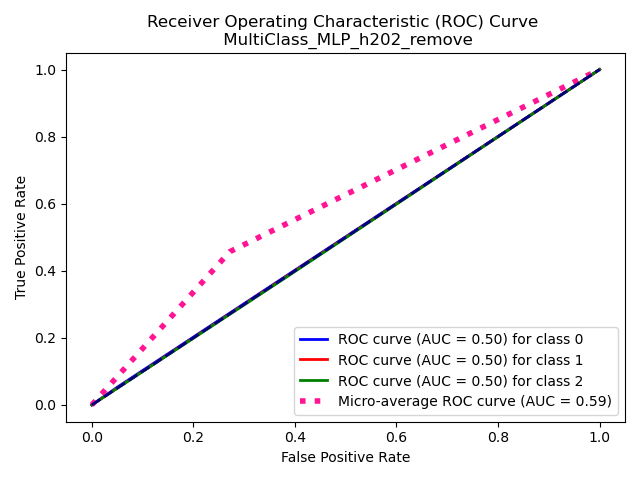 Receiver Operating Characteristic (ROC) Curve
MultiClass_MLP_h202_remove
1.0
0.8
0.6
0.4
0.2
0.0
True Positive Rate
ROC curve (AUC = 0.50) for class 0
ROC curve (AUC = 0.50) for class 1
ROC curve (AUC = 0.50) for class 2
Micro-average ROC curve (AUC = 0.59)
0.0 0.2 0.4 0.6 0.8 1.0
False Positive Rate